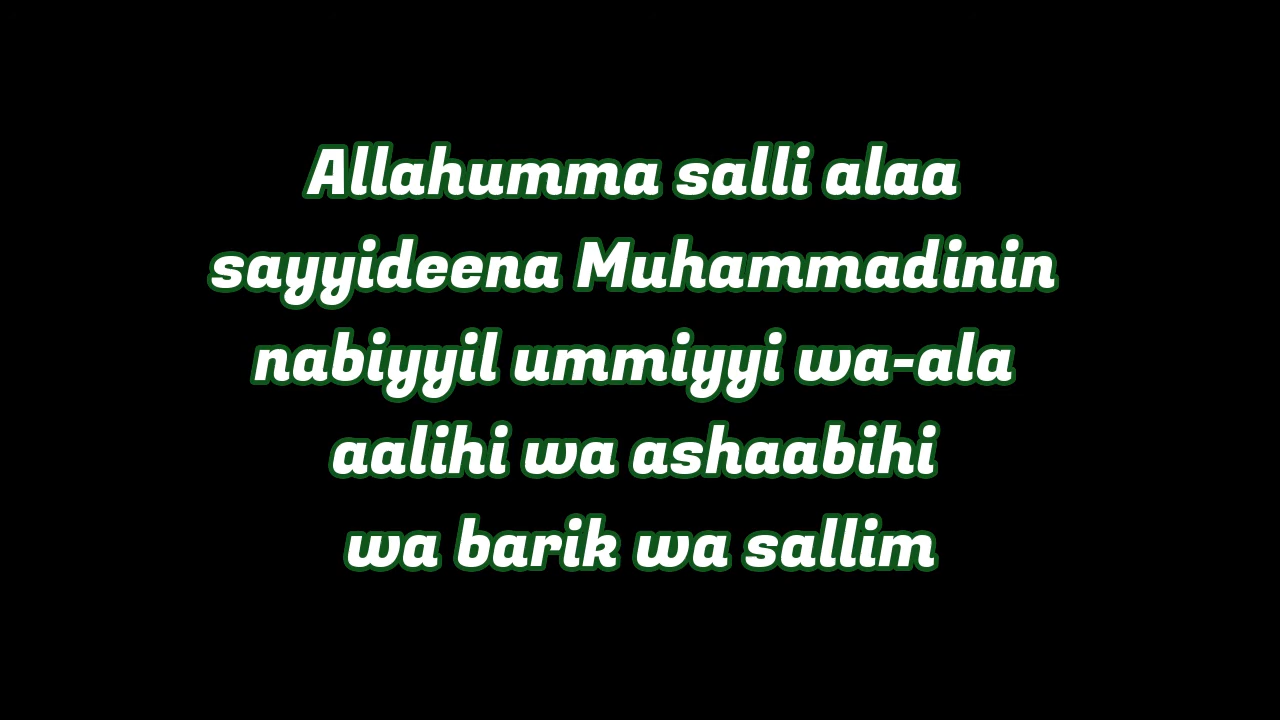 Allahumma salli alaa
sayyideena Muhammadinin
nabiyyil ummiyyi wa-ala
aalihi wa ashaabihi
wa barik wa sallim